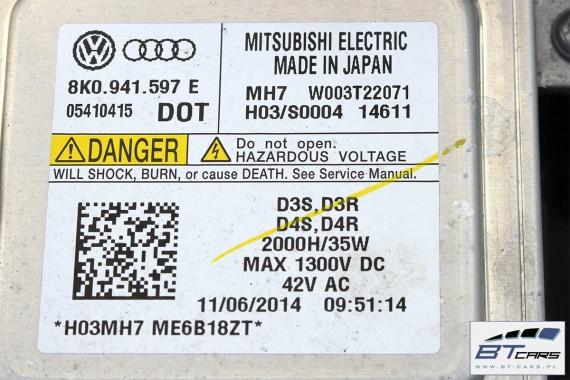 MITSUBISHI ELECTRIC
MADE IN JAPAN
8K0.941.597 E
MH7 W003T22071
05410415 DOT
H03/S0004 14611
DANGER
Do not open.
HAZARDOUS VOLTAGE
WILL SHOCK, BURN, or cause DEATH. See Service Manual.
D3S,D3R
D4S,D4R
2000H/35W
MAX 1300V DC
42V AC
11/06/2014 09:51:14
*H03MH7 ME6B18ZT*
BT CARS
WWW.BT-CARS.PL